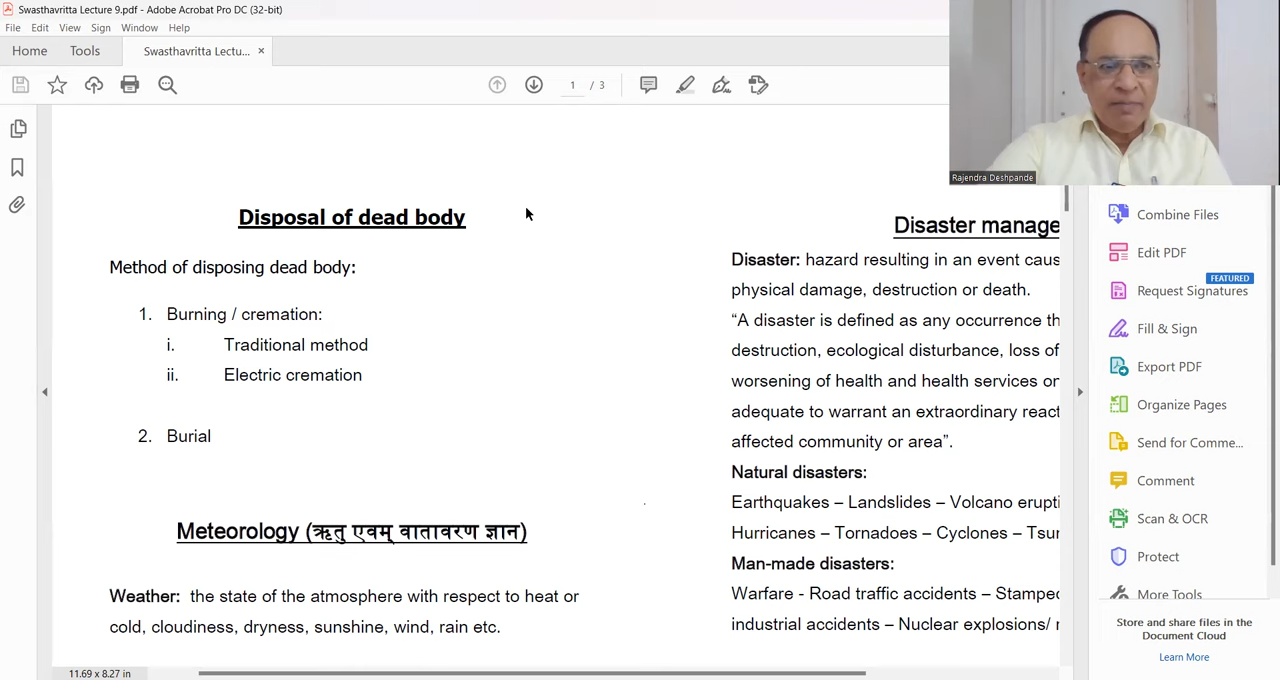 Swasthavritta Lecture 9.pdf - Adobe Acrobat Pro DC (32-bit)
File Edit View Sign Window Help
Home Tools Swasthavritta Lectu... ×
1 / 3
Rajendra Deshpande
Disposal of dead body
Method of disposing dead body:
1. Burning / cremation:
i. Traditional method
ii. Electric cremation
2. Burial
Meteorology (ऋतु एवम् वातावरण ज्ञान)
Weather: the state of the atmosphere with respect to heat or
cold, cloudiness, dryness, sunshine, wind, rain etc.
Disaster manage
Disaster: hazard resulting in an event caus
physical damage, destruction or death.
“A disaster is defined as any occurrence th
destruction, ecological disturbance, loss of
worsening of health and health services on
adequate to warrant an extraordinary react
affected community or area”.
Natural disasters:
Earthquakes – Landslides – Volcano erupti
Hurricanes – Tornadoes – Cyclones – Tsur
Man-made disasters:
Warfare - Road traffic accidents – Stampe
industrial accidents – Nuclear explosions/
Combine Files
Edit PDF
FEATURED
Request Signatures
Fill & Sign
Export PDF
Organize Pages
Send for Comme...
Comment
Scan & OCR
Protect
More Tools
Store and share files in the
Document Cloud
Learn More
11.69 x 8.27 in